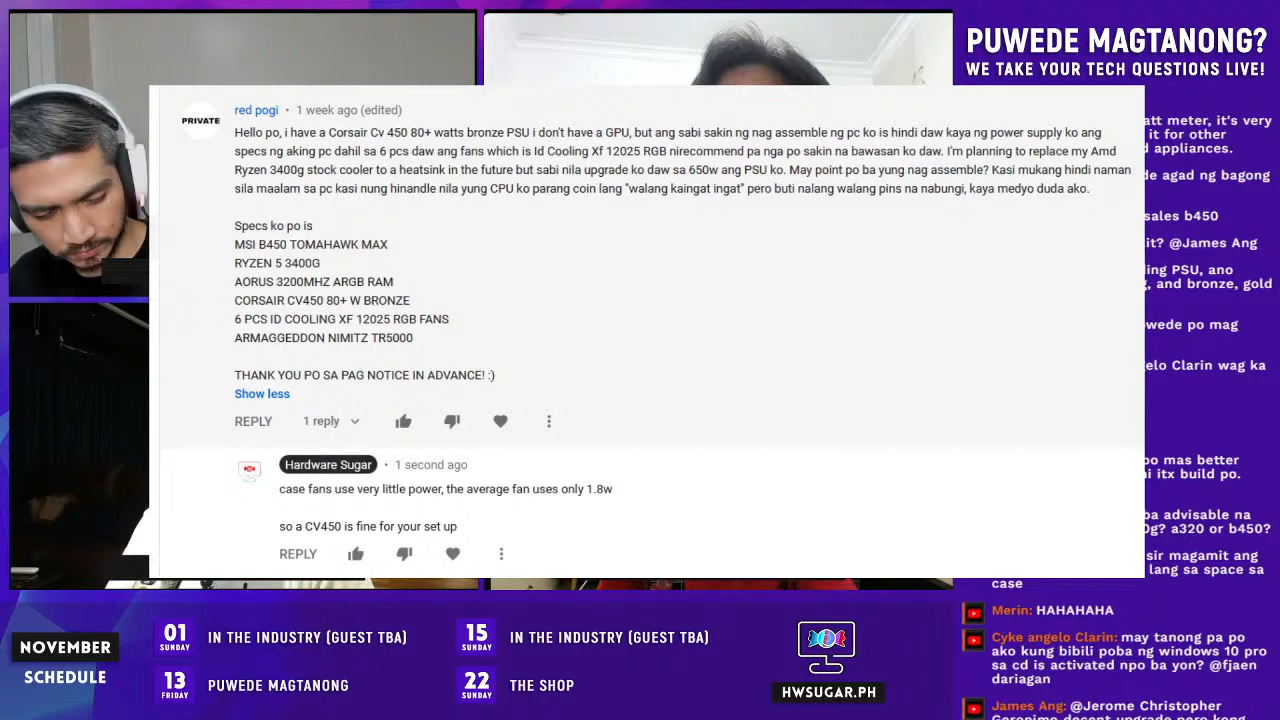 PUWEDE MAGTANONG?
WE TAKE YOUR TECH QUESTIONS LIVE!
PRIVATE
red pogi • 1 week ago (edited)
Hello po, i have a Corsair Cv 450 80+ watts bronze PSU i don't have a GPU, but ang sabi sakin ng nag assemble ng pc ko is hindi daw kaya ng power supply ko ang
specs ng aking pc dahil sa 6 pcs daw ang fans which is Id Cooling Xf 12025 RGB nirecommend pa nga po sakin na bawasan ko daw. I'm planning to replace my Amd
Ryzen 3400g stock cooler to a heatsink in the future but sabi nila upgrade ko daw sa 650w ang PSU ko. May point po ba yung nag assemble? Kasi mukang hindi naman
sila maalam sa pc kasi nung hinandle nila yung CPU ko parang coin lang "walang kaingat ingat" pero buti nalang walang pins na nabungi, kaya medyo duda ako.
Specs ko po is
MSI B450 TOMAHAWK MAX
RYZEN 5 3400G
AORUS 3200MHZ ARGB RAM
CORSAIR CV450 80+ W BRONZE
6 PCS ID COOLING XF 12025 RGB FANS
ARMAGGEDDON NIMITZ TR5000
THANK YOU PO SA PAG NOTICE IN ADVANCE! :)
Show less
REPLY 1 reply
Hardware Sugar • 1 second ago
case fans use very little power, the average fan uses only 1.8w
so a CV450 is fine for your set up
REPLY
att meter, it's very
it for other
appliances.
de agad ng bagong
sales b450
it? @James Ang
ing PSU, ano
, and bronze, gold
wede po mag
elo Clarin wag ka
po mas better
ni itx build po.
ba advisable na
0g? a320 or b450?
sir magamit ang
lang sa space sa
case
Merin: HAHAHAHA
Cyke angelo Clarin: may tanong pa po
ako kung bibili poba ng windows 10 pro
sa cd is activated npo ba yon? @fjaen
dariagan
James Ang: @Jerome Christopher
NOVEMBER
SCHEDULE
01 SUNDAY IN THE INDUSTRY (GUEST TBA)
13 FRIDAY PUWEDE MAGTANONG
15 SUNDAY IN THE INDUSTRY (GUEST TBA)
22 SUNDAY THE SHOP
HWSUGAR.PH